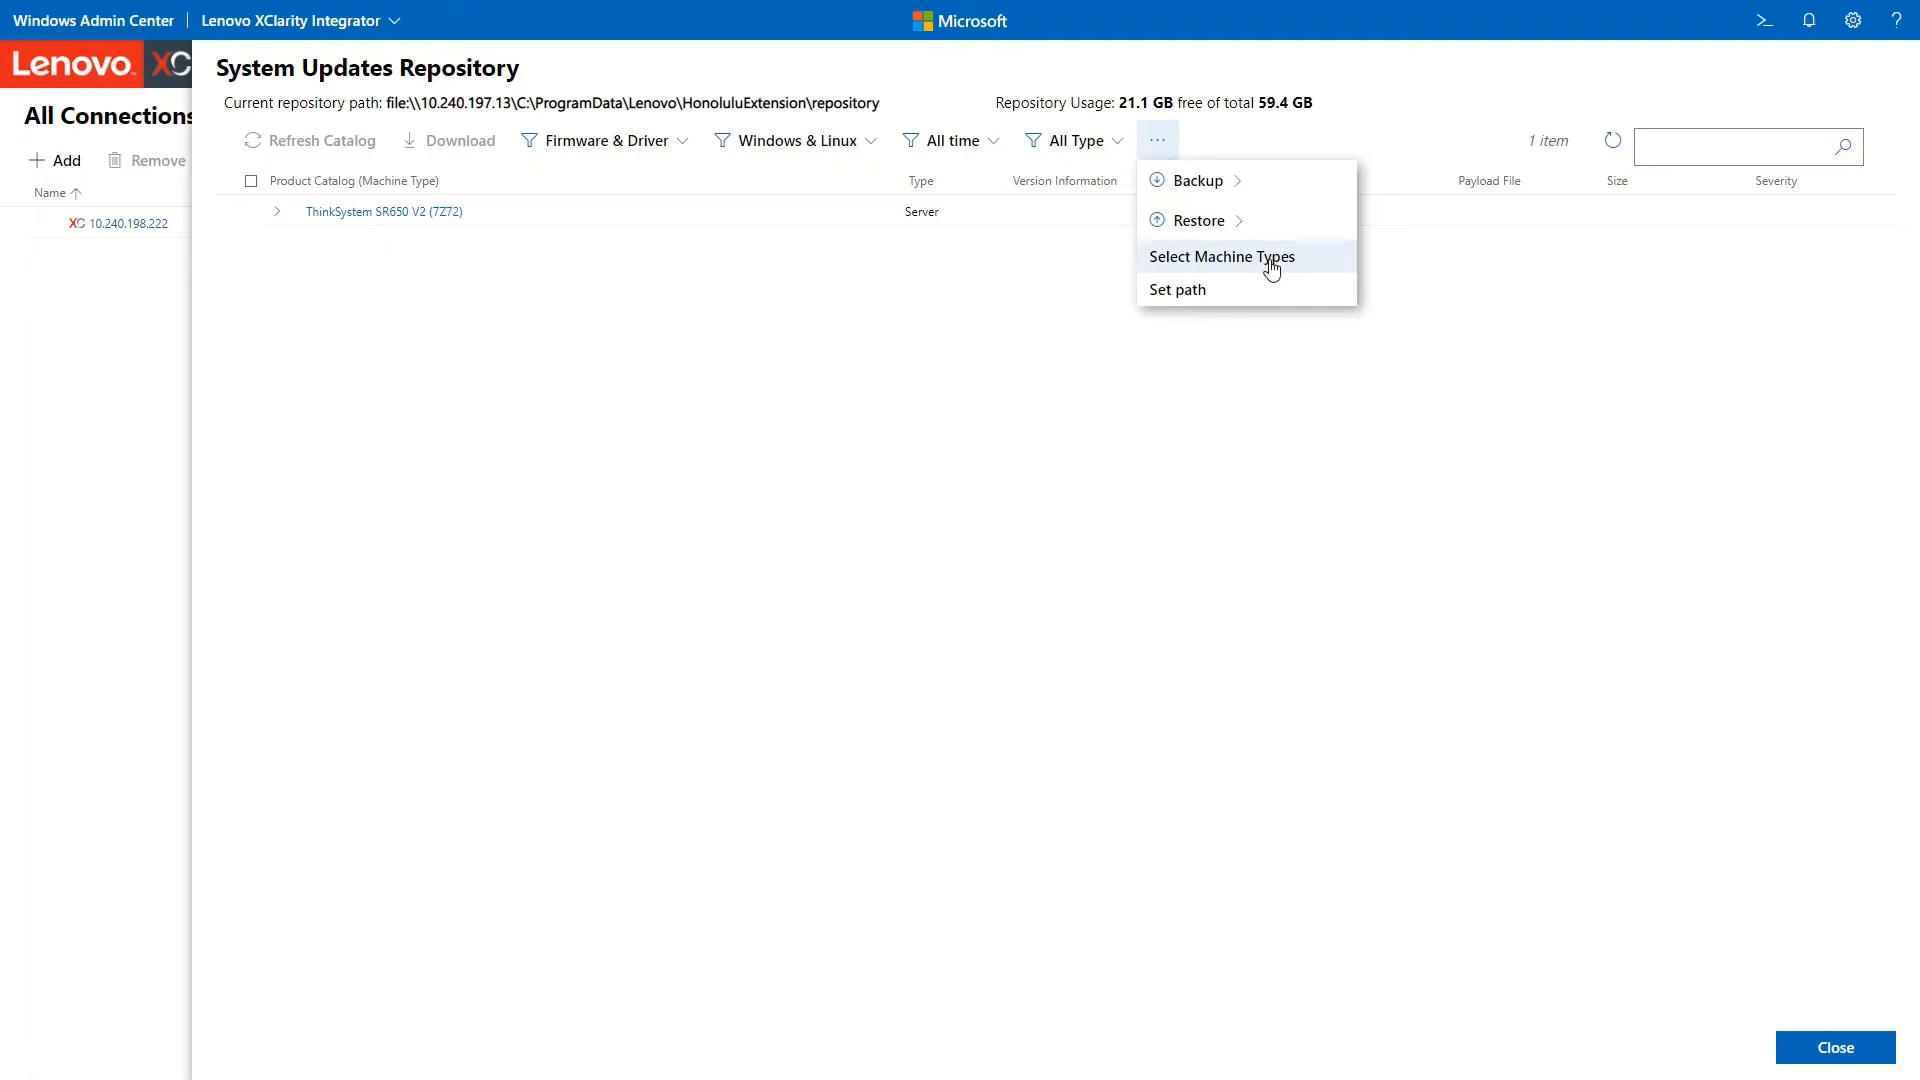 Windows Admin Center | Lenovo XClarity Integrator
Microsoft
>_
?
Lenovo
XC
System Updates Repository
All Connections
Current repository path: file:\\10.240.197.13\C:\ProgramData\Lenovo\HonoluluExtension\repository
Repository Usage: 21.1 GB free of total 59.4 GB
Refresh Catalog
Download
Firmware & Driver
Windows & Linux
All time
All Type
...
1 item
Add
Remove
Product Catalog (Machine Type)
Type
Version Information
Payload File
Size
Severity
Name
ThinkSystem SR650 V2 (7Z72)
Server
XC 10.240.198.222
Backup
Restore
Select Machine Types
Set path
Close